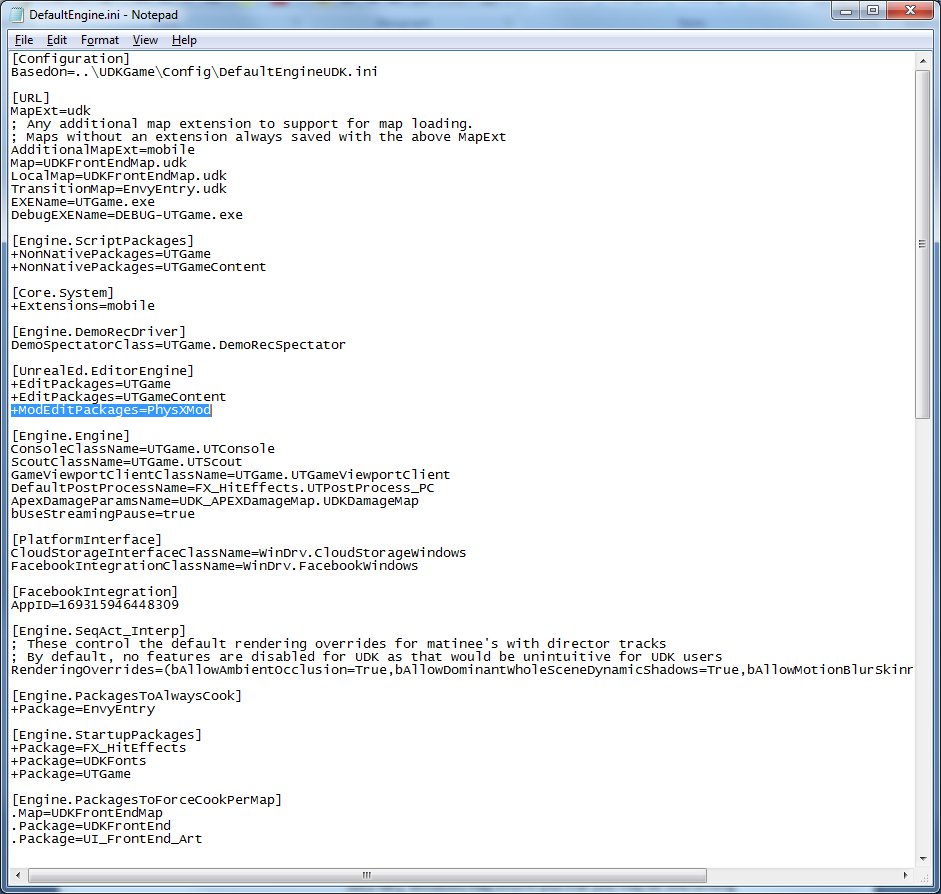 DefaultEngine.ini - Notepad
File Edit Format View Help
[Configuration]
BasedOn=..\UDKGame\Config\DefaultEngineUDK.ini
[URL]
MapExt=udk
; Any additional map extension to support for map loading.
; Maps without an extension always saved with the above MapExt
AdditionalMapExt=mobile
Map=UDKFrontEndMap.udk
LocalMap=UDKFrontEndMap.udk
TransitionMap=EnvyEntry.udk
EXEName=UTGame.exe
DebugEXEName=DEBUG-UTGame.exe
[Engine.ScriptPackages]
+NonNativePackages=UTGame
+NonNativePackages=UTGameContent
[Core.System]
+Extensions=mobile
[Engine.DemoRecDriver]
DemoSpectatorClass=UTGame.DemoRecSpectator
[UnrealEd.EditorEngine]
+EditPackages=UTGame
+EditPackages=UTGameContent
+ModEditPackages=PhysXMod
[Engine.Engine]
ConsoleClassName=UTGame.UTConsole
ScoutClassName=UTGame.UTScout
GameViewportClientClassName=UTGame.UTGameViewportClient
DefaultPostProcessName=FX_HitEffects.UTPostProcess_PC
ApexDamageParamsName=UDK_APEXDamageMap.UDKDamageMap
bUseStreamingPause=true
[PlatformInterface]
CloudStorageInterfaceClassName=WinDrv.CloudStorageWindows
FacebookIntegrationClassName=WinDrv.FacebookWindows
[FacebookIntegration]
AppID=169315946448309
[Engine.SeqAct_Interp]
; These control the default rendering overrides for matinee's with director tracks
; By default, no features are disabled for UDK as that would be unintuitive for UDK users
RenderingOverrides=(bAllowAmbientOcclusion=True,bAllowDominantWholeSceneDynamicShadows=True,bAllowMotionBlurSkinn
[Engine.PackagesToAlwaysCook]
+Package=EnvyEntry
[Engine.StartupPackages]
+Package=FX_HitEffects
+Package=UDKFonts
+Package=UTGame
[Engine.PackagesToForceCookPerMap]
.Map=UDKFrontEndMap
.Package=UDKFrontEnd
.Package=UI_FrontEnd_Art